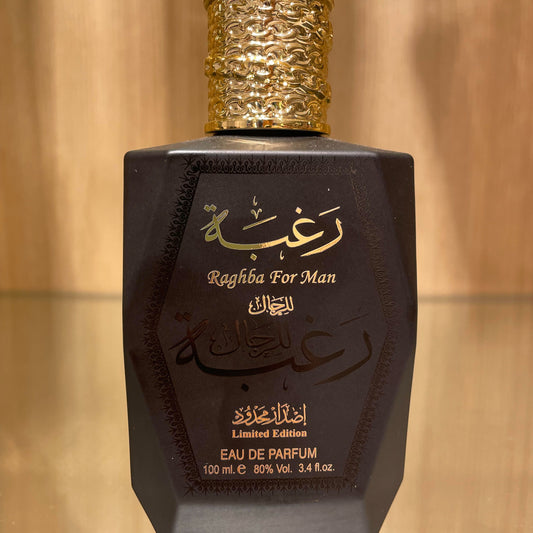 رغبة
Raghba For Man
للرجال
للرجال
رغبة
إصدار محدود
Limited Edition
EAU DE PARFUM
100 ml. e 80% Vol. 3.4 fl.oz.